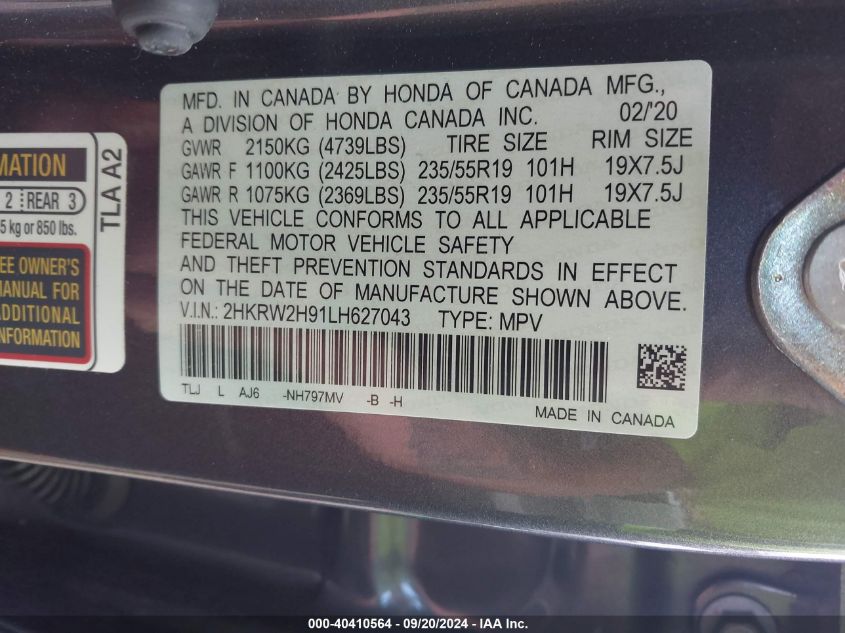 MFD. IN CANADA BY HONDA OF CANADA MFG.,
A DIVISION OF HONDA CANADA INC. 02/'20
GVWR 2150KG (4739LBS) TIRE SIZE RIM SIZE
GAWR F 1100KG (2425LBS) 235/55R19 101H 19X7.5J
GAWR R 1075KG (2369LBS) 235/55R19 101H 19X7.5J
THIS VEHICLE CONFORMS TO ALL APPLICABLE
FEDERAL MOTOR VEHICLE SAFETY
AND THEFT PREVENTION STANDARDS IN EFFECT
ON THE DATE OF MANUFACTURE SHOWN ABOVE.
V.I.N.: 2HKRW2H91LH627043 TYPE: MPV
TLJ L AJ6 -NH797MV -B -H
MADE IN CANADA
MATION
2 REAR 3
5 kg or 850 lbs.
EE OWNER'S
MANUAL FOR
ADDITIONAL
FORMATION
TLA A2
000-40410564 - 09/20/2024 - IAA Inc.